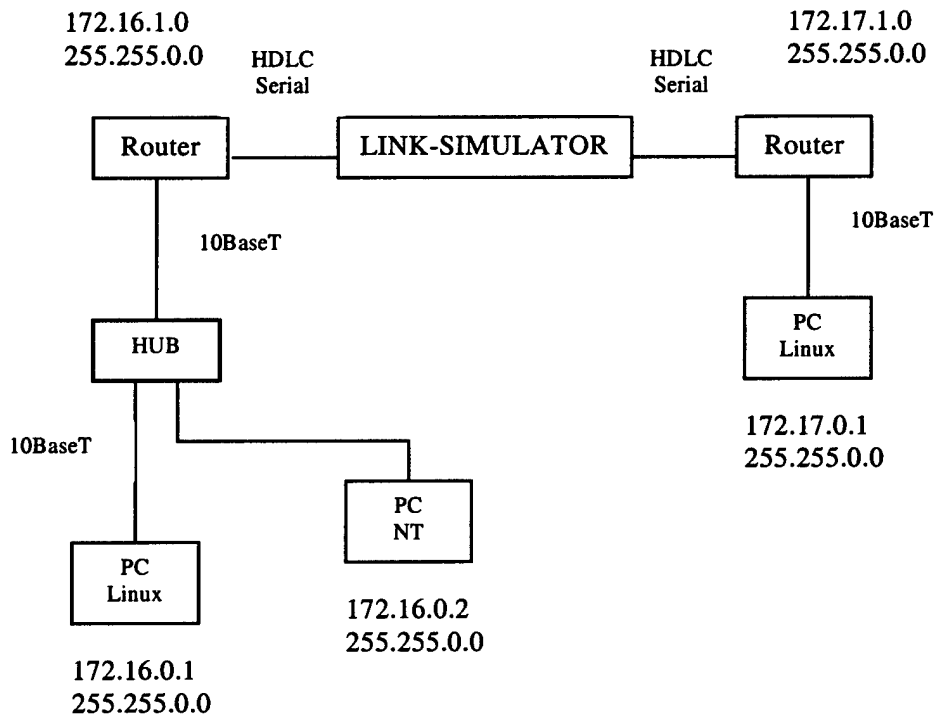 172.16.1.0
255.255.0.0
172.17.1.0
255.255.0.0
HDLC
Serial
HDLC
Serial
Router
LINK-SIMULATOR
Router
10BaseT
10BaseT
HUB
PC
Linux
10BaseT
172.17.0.1
255.255.0.0
PC
NT
PC
Linux
172.16.0.2
255.255.0.0
172.16.0.1
255.255.0.0